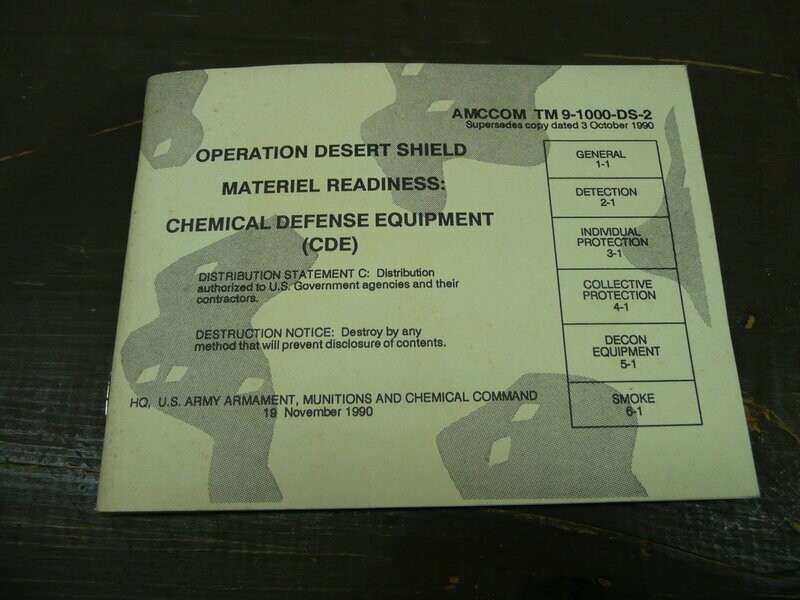 AMCCOM TM 9-1000-DS-2
Supersedes copy dated 3 October 1990
OPERATION DESERT SHIELD
MATERIEL READINESS:
CHEMICAL DEFENSE EQUIPMENT
(CDE)
DISTRIBUTION STATEMENT C: Distribution
authorized to U.S. Government agencies and their
contractors.
DESTRUCTION NOTICE: Destroy by any
method that will prevent disclosure of contents.
HQ, U.S. ARMY ARMAMENT, MUNITIONS AND CHEMICAL COMMAND
19 November 1990
GENERAL
1-1
DETECTION
2-1
INDIVIDUAL
PROTECTION
3-1
COLLECTIVE
PROTECTION
4-1
DECON
EQUIPMENT
5-1
SMOKE
6-1